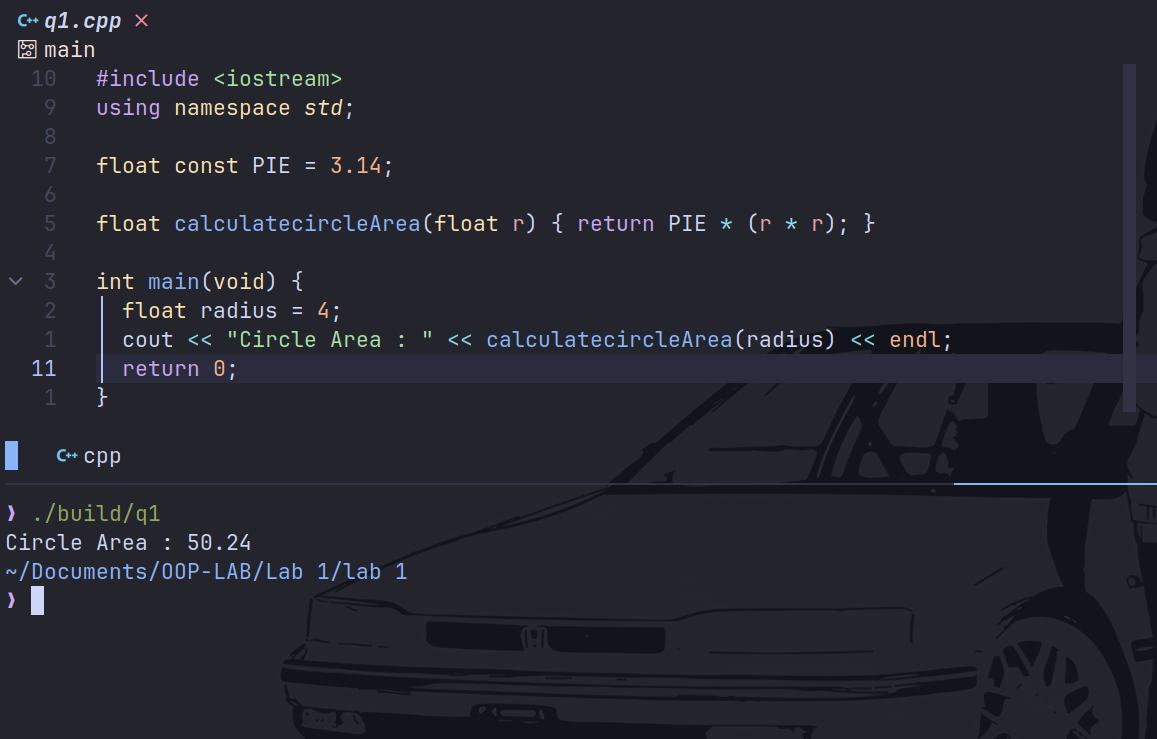 C++ q1.cpp ×
main
10 #include <iostream>
9 using namespace std;
8
7 float const PIE = 3.14;
6
5 float calculatecircleArea(float r) { return PIE * (r * r); }
4
3 int main(void) {
2 float radius = 4;
1 cout << "Circle Area : " << calculatecircleArea(radius) << endl;
11 return 0;
1 }
C++ cpp
❯ ./build/q1
Circle Area : 50.24
~/Documents/OOP-LAB/Lab 1/lab 1
❯